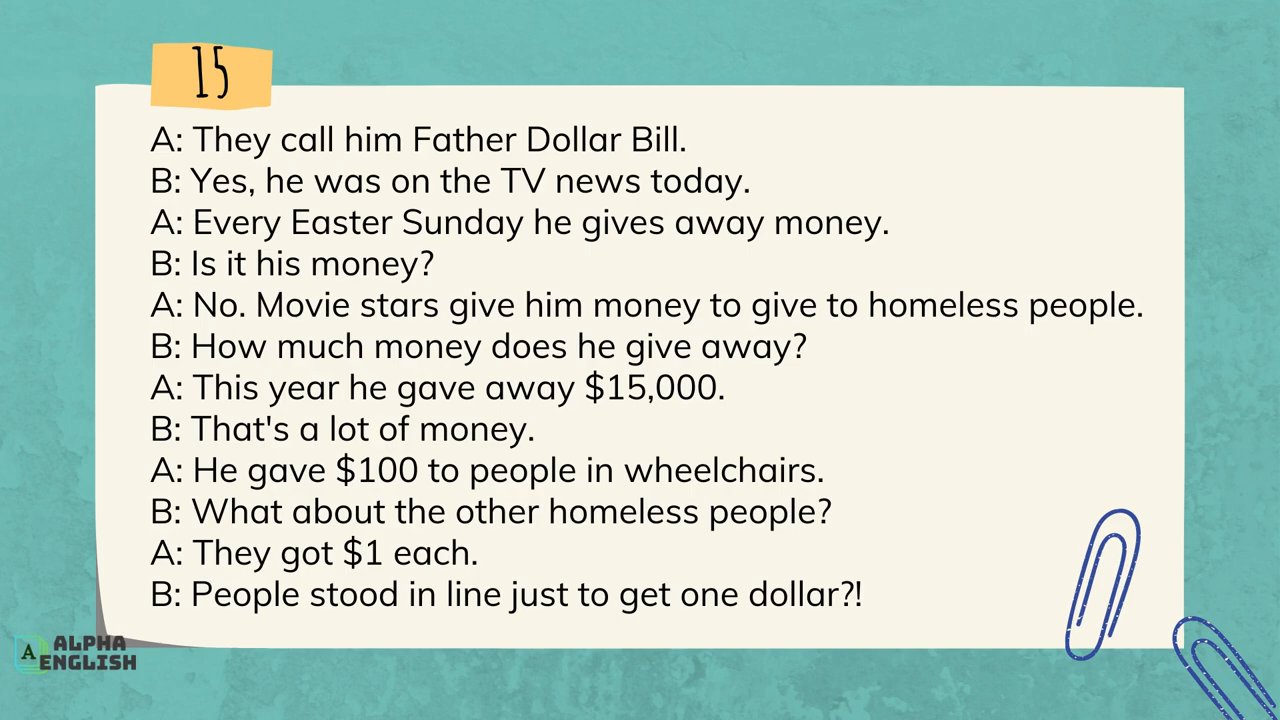 15
A: They call him Father Dollar Bill.
B: Yes, he was on the TV news today.
A: Every Easter Sunday he gives away money.
B: Is it his money?
A: No. Movie stars give him money to give to homeless people.
B: How much money does he give away?
A: This year he gave away $15,000.
B: That's a lot of money.
A: He gave $100 to people in wheelchairs.
B: What about the other homeless people?
A: They got $1 each.
B: People stood in line just to get one dollar?!
A
ALPHA
ENGLISH